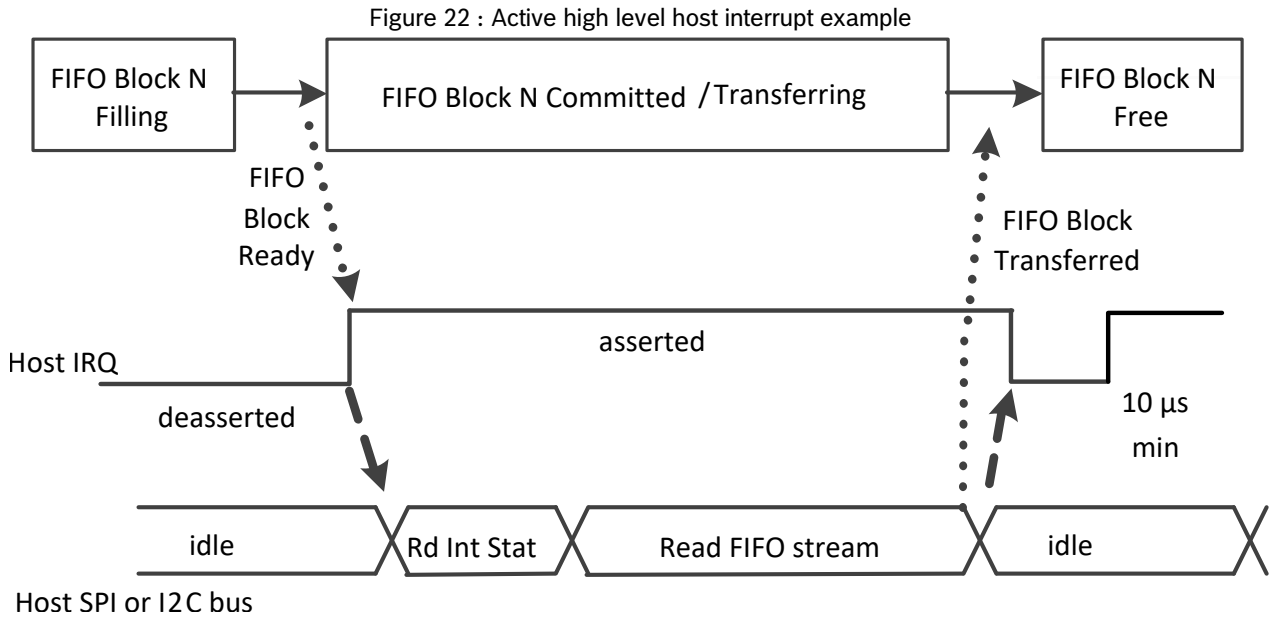 Figure 22 : Active high level host interrupt example
FIFO Block N
Filling
FIFO Block N Committed / Transferring
FIFO Block N
Free
FIFO
Block
Ready
FIFO Block
Transferred
Host IRQ
asserted
deasserted
10 µs
min
idle
Rd Int Stat
Read FIFO stream
idle
Host SPI or I2C bus